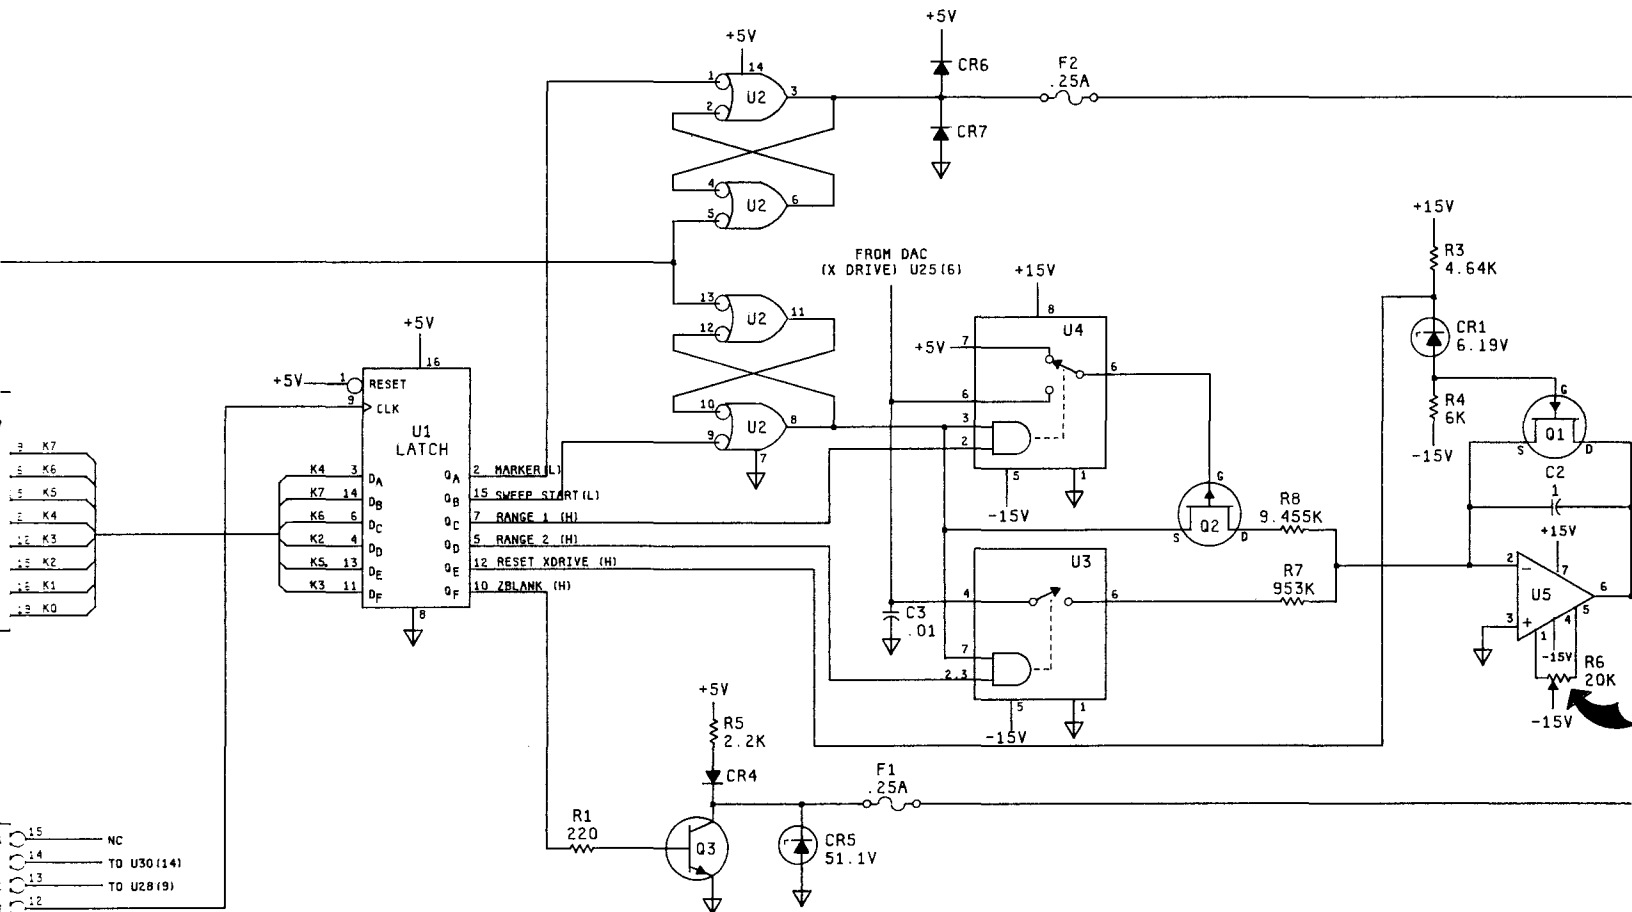 +5V
CR6
F2
.25A
CR7
+5V
14
1
2
U2
3
4
5
U2
6
13
12
U2
11
10
9
U2
8
7
+15V
R3
4.64K
CR1
6.19V
R4
6K
-15V
FROM DAC
(X DRIVE) U25(6)
+15V
8
U4
+5V
7
6
6
3
2
5
1
-15V
G
Q1
S
D
C2
1
+15V
G
Q2
S
D
R8
9.455K
R7
953K
2
7
U5
6
3
1
4
5
-15V
R6
20K
-15V
U3
4
6
C3
.01
7
2,3
5
1
-15V
+5V
16
+5V
1
RESET
9
CLK
U1
LATCH
K7
K6
K5
K4
K3
K2
K1
K0
K4 3 DA
K7 14 DB
K6 6 DC
K2 4 DD
K5 13 DE
K3 11 DF
QA 2 MARKER(L)
QB 15 SWEEP START(L)
QC 7 RANGE 1 (H)
QD 5 RANGE 2 (H)
QE 12 RESET XDRIVE (H)
QF 10 ZBLANK (H)
8
+5V
R5
2.2K
CR4
F1
.25A
R1
220
Q3
CR5
51.1V
15 NC
14 TO U30(14)
13 TO U28(9)
12